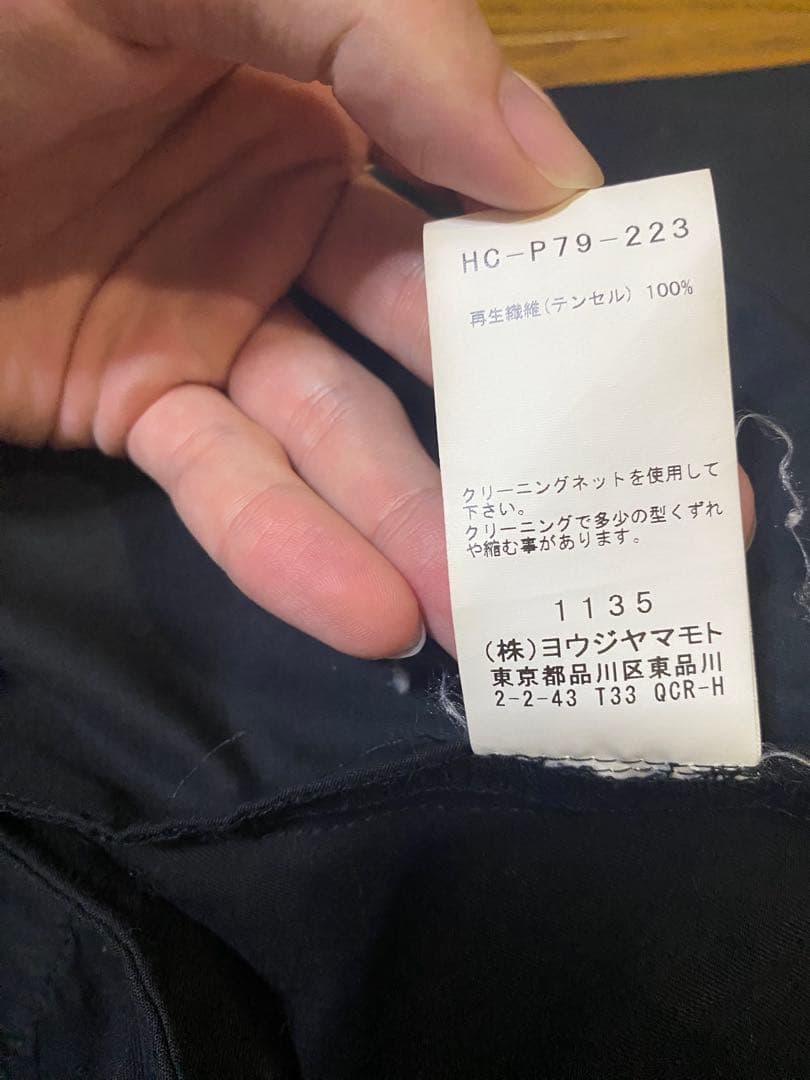 HC-P79-223
再生繊維(テンセル) 100%
クリーニングネットを使用して
下さい。
クリーニングで多少の型くずれ
や縮む事があります。
1135
(株)ヨウジヤマモト
東京都品川区東品川
2-2-43 T33 QCR-H